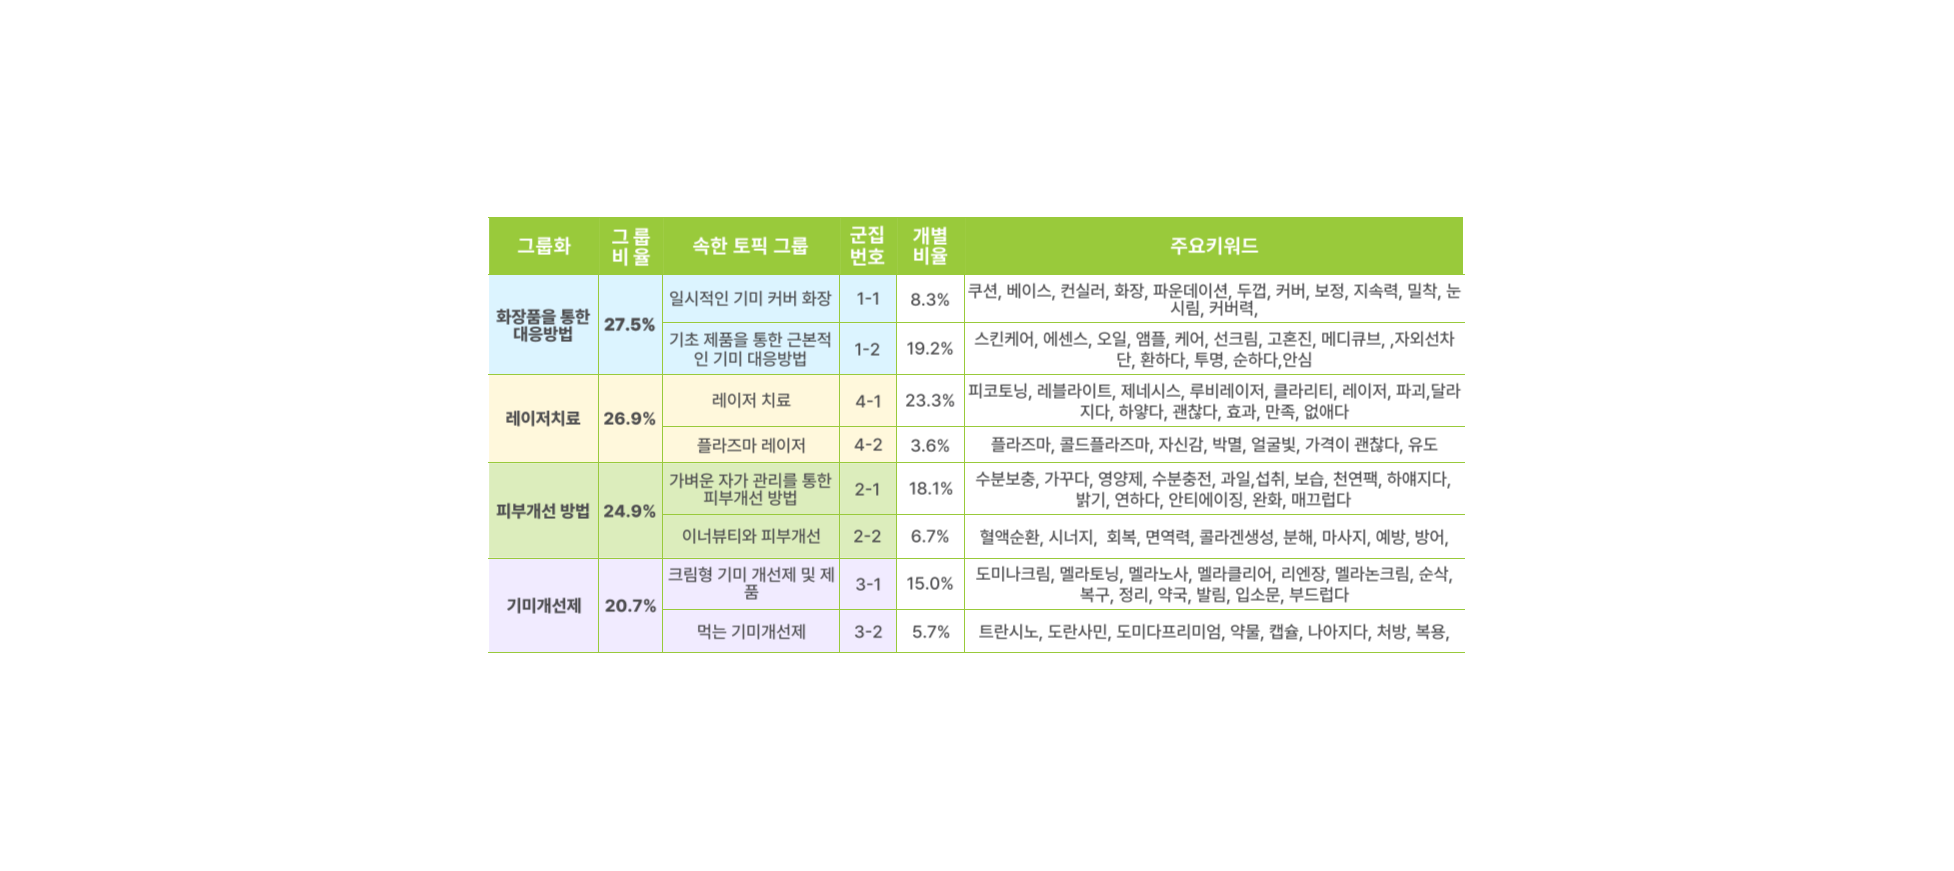 그룹화
그 룹
비 율
속한 토픽 그룹
군집
번호
개별
비율
주요키워드
화장품을 통한
대응방법
27.5%
일시적인 기미 커버 화장
1-1
8.3%
쿠션, 베이스, 컨실러, 화장, 파운데이션, 두껍, 커버, 보정, 지속력, 밀착, 눈
시림, 커버력,
기초 제품을 통한 근본적
인 기미 대응방법
1-2
19.2%
스킨케어, 에센스, 오일, 앰플, 케어, 선크림, 고혼진, 메디큐브, ,자외선차
단, 환하다, 투명, 순하다,안심
레이저치료
26.9%
레이저 치료
4-1
23.3%
피코토닝, 레블라이트, 제네시스, 루비레이저, 클라리티, 레이저, 파괴,달라
지다, 하얗다, 괜찮다, 효과, 만족, 없애다
플라즈마 레이저
4-2
3.6%
플라즈마, 콜드플라즈마, 자신감, 박멸, 얼굴빛, 가격이 괜찮다, 유도
피부개선 방법
24.9%
가벼운 자가 관리를 통한
피부개선 방법
2-1
18.1%
수분보충, 가꾸다, 영양제, 수분충전, 과일,섭취, 보습, 천연팩, 하얘지다,
밝기, 연하다, 안티에이징, 완화, 매끄럽다
이너뷰티와 피부개선
2-2
6.7%
혈액순환, 시너지,  회복, 면역력, 콜라겐생성, 분해, 마사지, 예방, 방어,
기미개선제
20.7%
크림형 기미 개선제 및 제
품
3-1
15.0%
도미나크림, 멜라토닝, 멜라노사, 멜라클리어, 리엔장, 멜라논크림, 순삭,
복구, 정리, 약국, 발림, 입소문, 부드럽다
먹는 기미개선제
3-2
5.7%
트란시노, 도란사민, 도미다프리미엄, 약물, 캡슐, 나아지다, 처방, 복용,